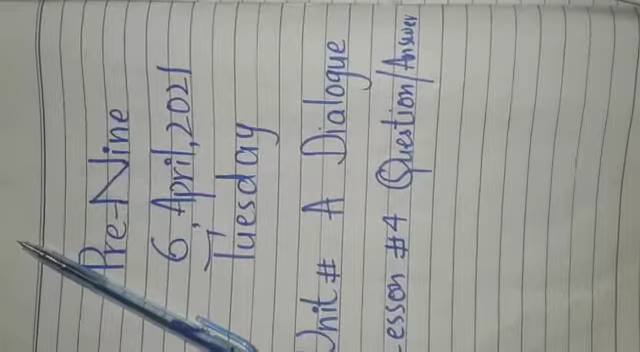 Pre-Nine
6, April, 2021
Tuesday
Unit # A Dialogue
-esson #4 Question/Answer